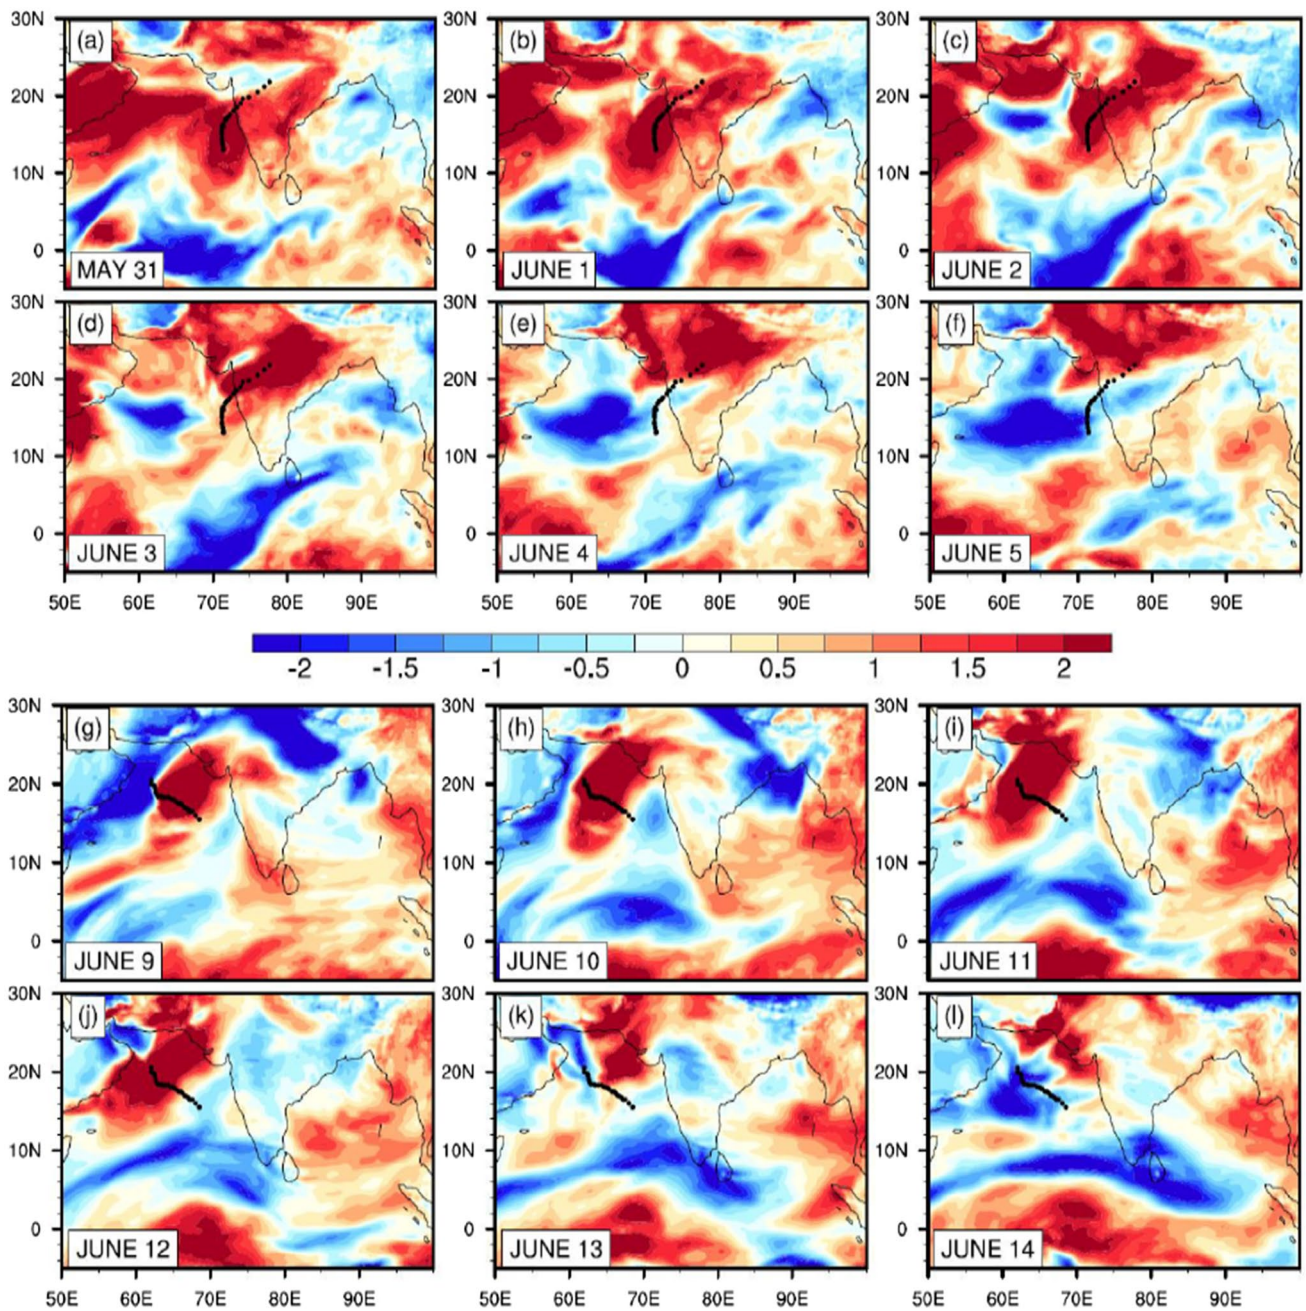 30N 20N 10N 0 (a) MAY 31
30N 20N 10N 0 (b) JUNE 1
30N 20N 10N 0 (c) JUNE 2
30N 20N 10N 0 (d) JUNE 3
30N 20N 10N 0 (e) JUNE 4
30N 20N 10N 0 (f) JUNE 5
50E 60E 70E 80E 90E 50E 60E 70E 80E 90E 50E 60E 70E 80E 90E
-2 -1.5 -1 -0.5 0 0.5 1 1.5 2
30N 20N 10N 0 (g) JUNE 9
30N 20N 10N 0 (h) JUNE 10
30N 20N 10N 0 (i) JUNE 11
30N 20N 10N 0 (j) JUNE 12
30N 20N 10N 0 (k) JUNE 13
30N 20N 10N 0 (l) JUNE 14
50E 60E 70E 80E 90E 50E 60E 70E 80E 90E 50E 60E 70E 80E 90E